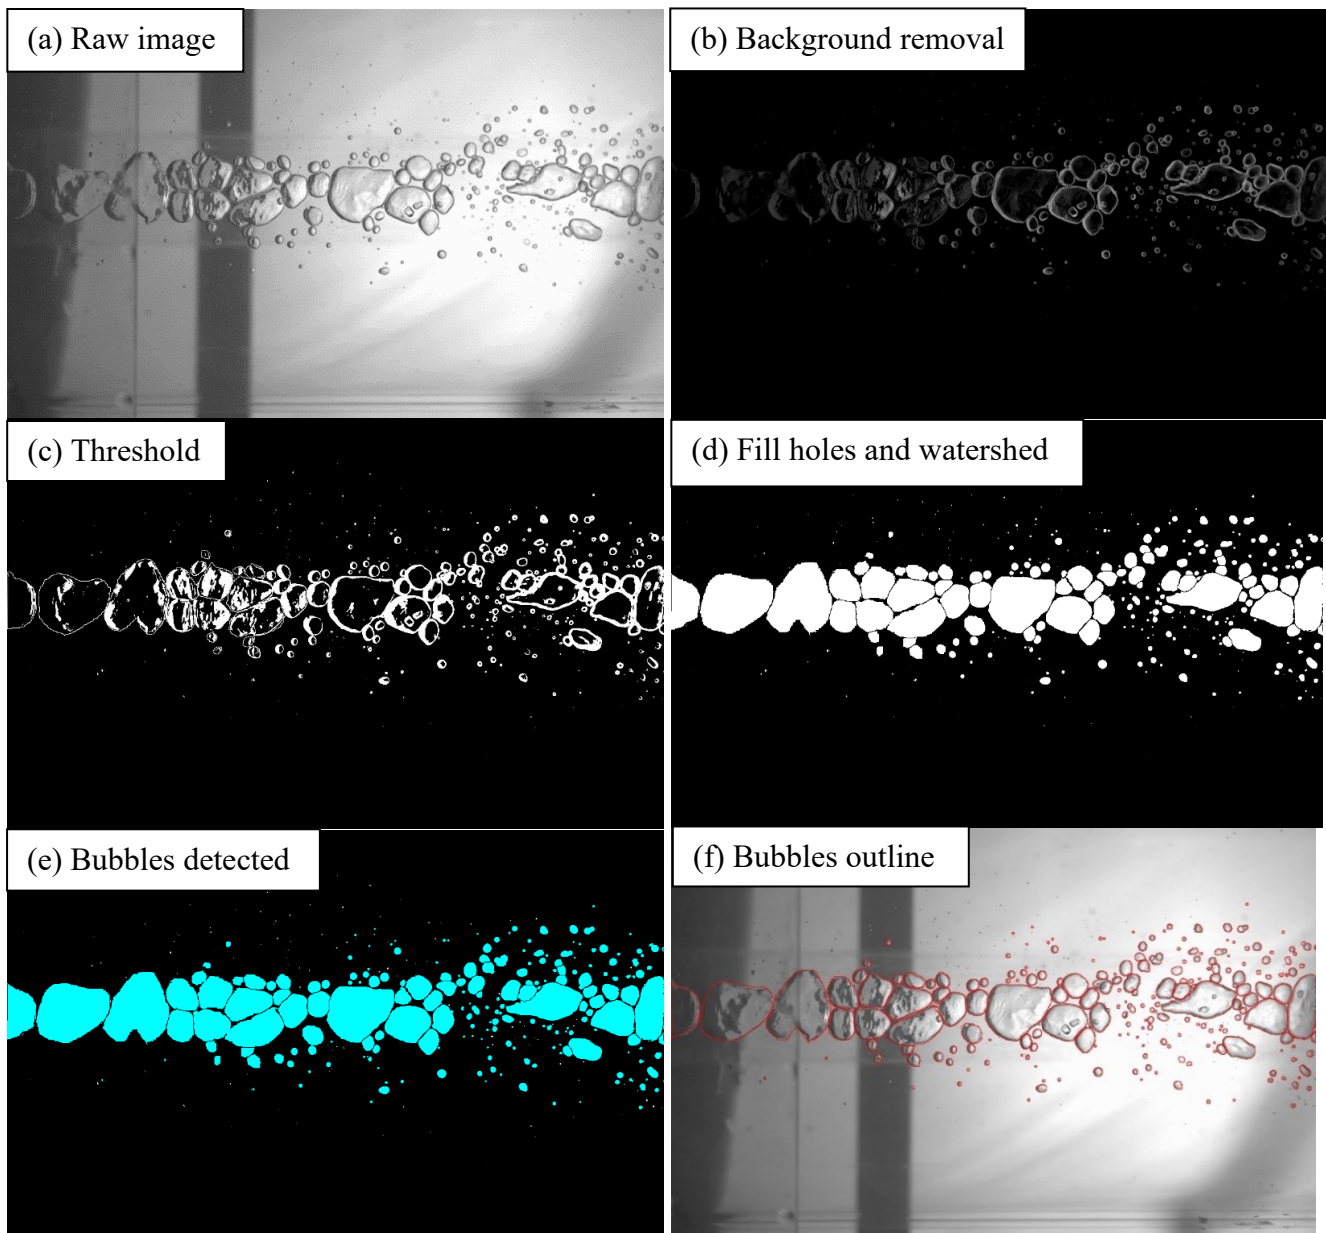 (a) Raw image
(b) Background removal
(c) Threshold
(d) Fill holes and watershed
(e) Bubbles detected
(f) Bubbles outline